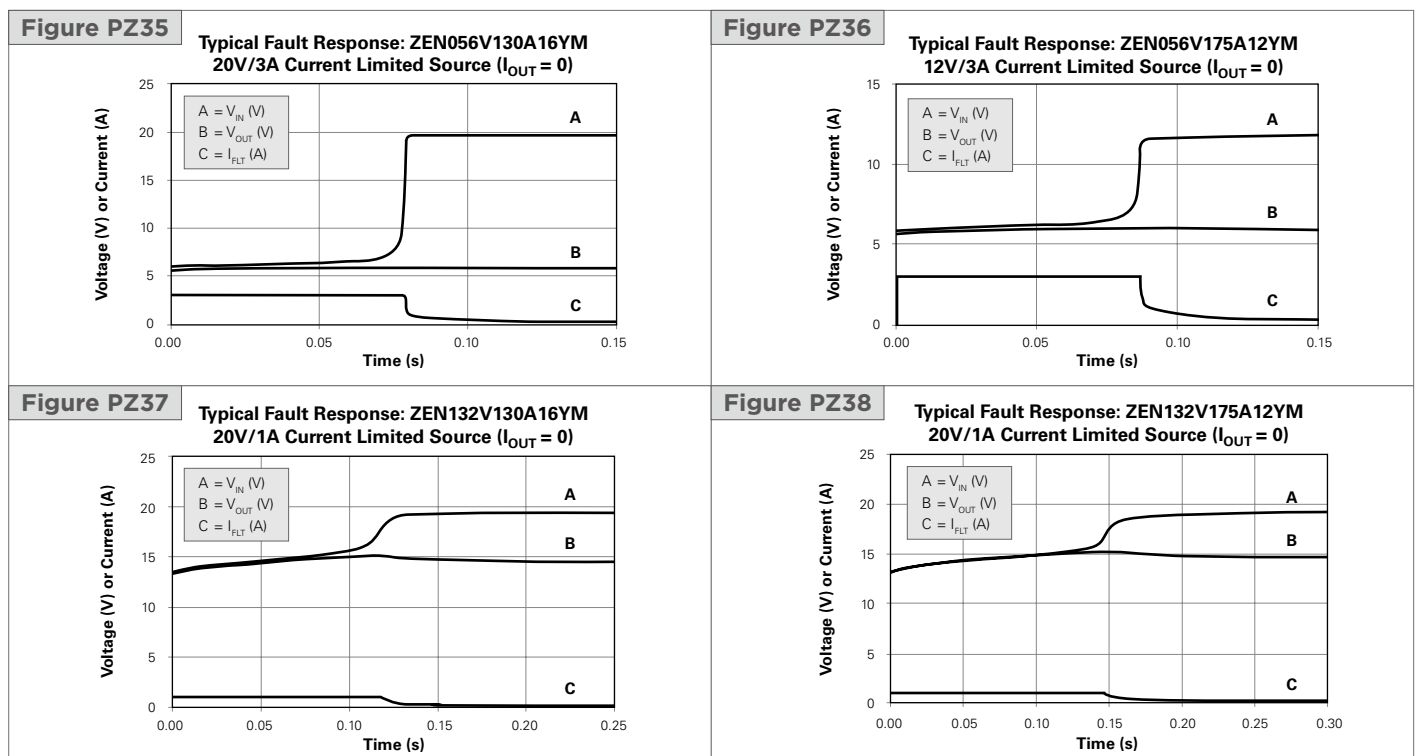 Figure PZ35
Typical Fault Response: ZEN056V130A16YM
20V/3A Current Limited Source (IOUT = 0)
A = VIN (V)
B = VOUT (V)
C = IFLT (A)
Voltage (V) or Current (A)
25
20
15
10
5
0
A
B
C
0.00 0.05 0.10 0.15
Time (s)
Figure PZ36
Typical Fault Response: ZEN056V175A12YM
12V/3A Current Limited Source (IOUT = 0)
A = VIN (V)
B = VOUT (V)
C = IFLT (A)
Voltage (V) or Current (A)
15
10
5
0
A
B
C
0.00 0.05 0.10 0.15
Time (s)
Figure PZ37
Typical Fault Response: ZEN132V130A16YM
20V/1A Current Limited Source (IOUT = 0)
A = VIN (V)
B = VOUT (V)
C = IFLT (A)
Voltage (V) or Current (A)
25
20
15
10
5
0
A
B
C
0.00 0.05 0.10 0.15 0.20 0.25
Time (s)
Figure PZ38
Typical Fault Response: ZEN132V175A12YM
20V/1A Current Limited Source (IOUT = 0)
A = VIN (V)
B = VOUT (V)
C = IFLT (A)
Voltage (V) or Current (A)
25
20
15
10
5
0
A
B
C
0.00 0.05 0.10 0.15 0.20 0.25 0.30
Time (s)